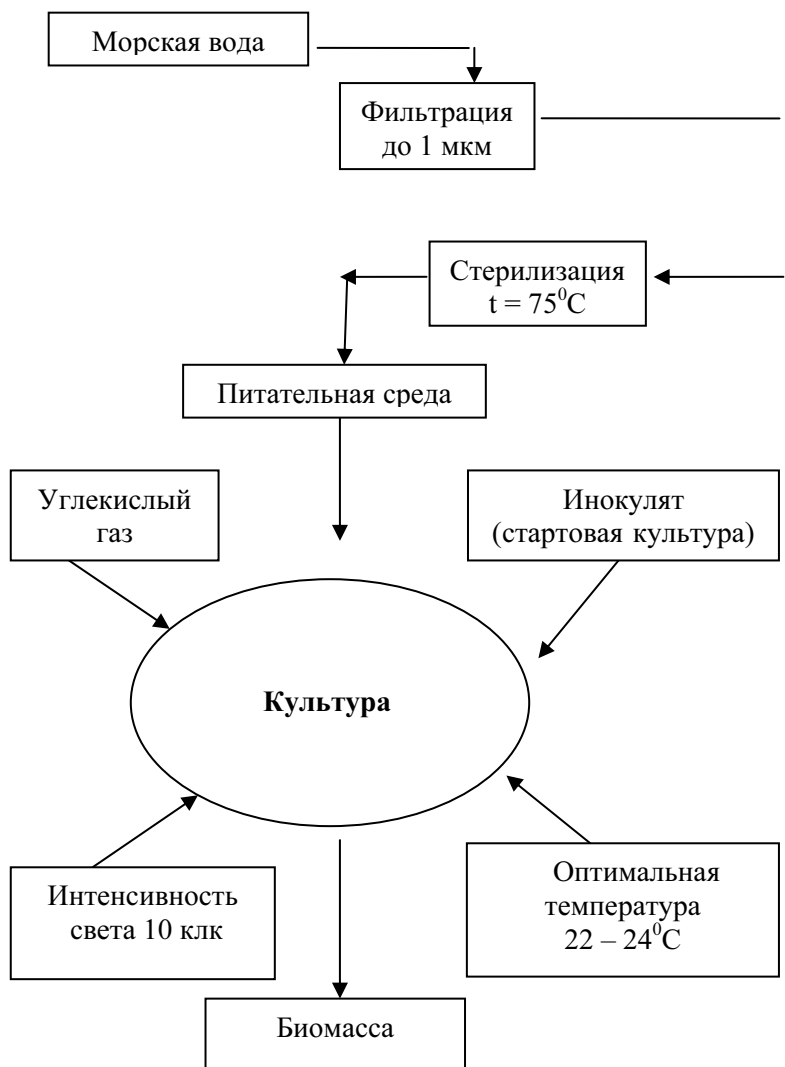 Морская вода
Фильтрация
до 1 мкм
Стерилизация
t = 75⁰C
Питательная среда
Углекислый
газ
Инокулят
(стартовая культура)
Культура
Интенсивность
света 10 клк
Оптимальная
температура
22 – 24⁰C
Биомасса